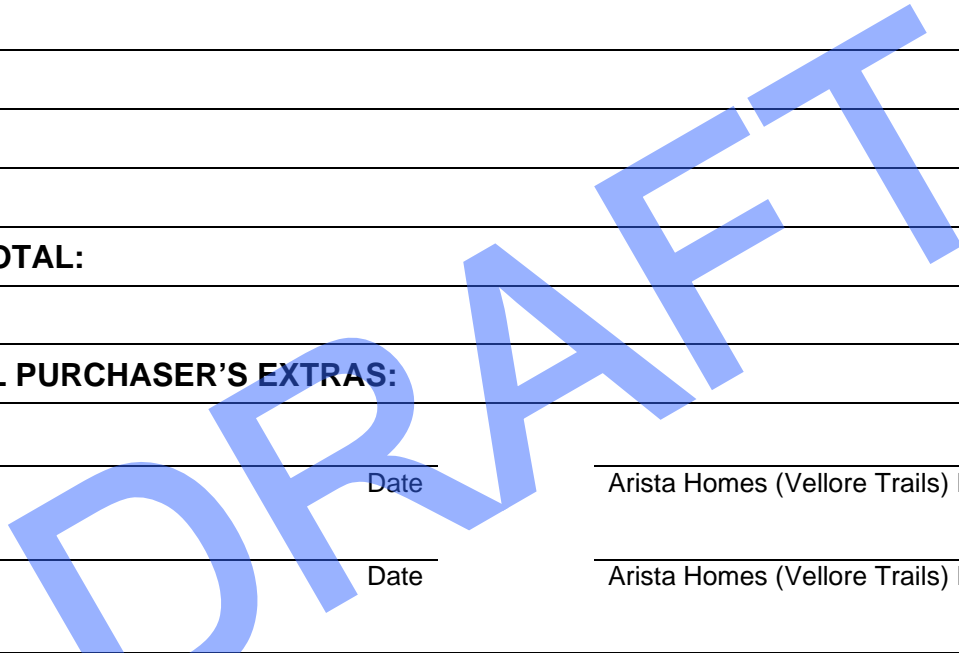 OTAL:
L PURCHASER’S EXTRAS:
Date Arista Homes (Vellore Trails)
Date Arista Homes (Vellore Trails)
DRAFT